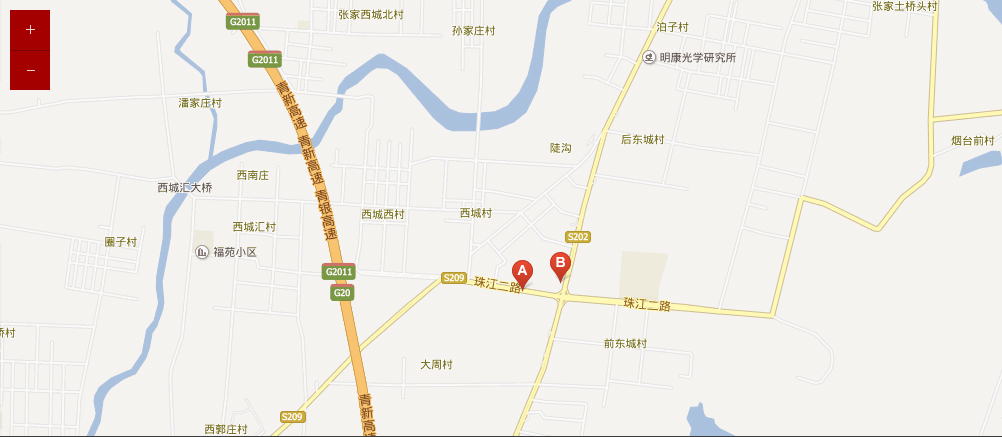 张家西城北村
张家土桥头村
G2011
孙家庄村
泊子村
G2011
明康光学研究所
青新高速
潘家庄村
青新高速
后东城村
烟台前村
陡沟
西南庄
西城汇大桥
青银高速
西城西村
西城村
西城汇村
S202
圈子村
福苑小区
B
A
G2011
S209
珠江二路
G20
珠江二路
桥村
前东城村
大周村
青新高速
S209
西郭庄村